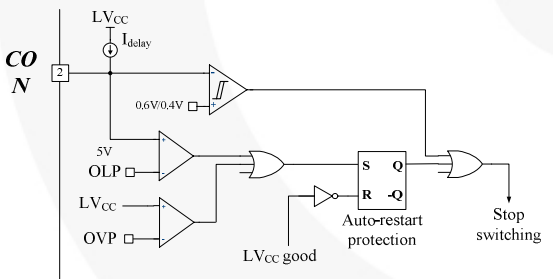 LVCC
Idelay
CO
N
2
-
0,6V/0.4V
+
5V
+
OLP
-
S Q
LVCC
+
R -Q
OVP
-
Auto-restart
protection
Stop
switching
LVCC good